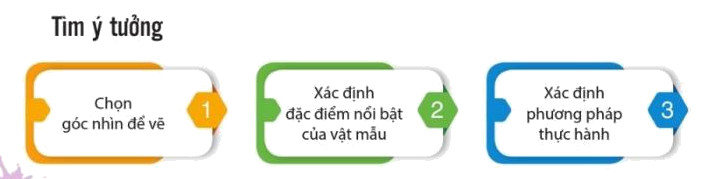 Tìm ý tưởng
Chọn
góc nhìn để vẽ
1
Xác định
đặc điểm nổi bật
của vật mẫu
2
Xác định
phương pháp
thực hành
3